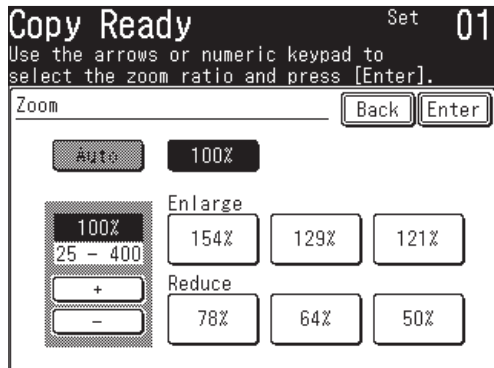 Copy Ready Set 01
Use the arrows or numeric keypad to
select the zoom ratio and press [Enter].
Zoom Back Enter
Auto 100%
Enlarge
100% 154% 129% 121%
25 - 400
+ Reduce
- 78% 64% 50%